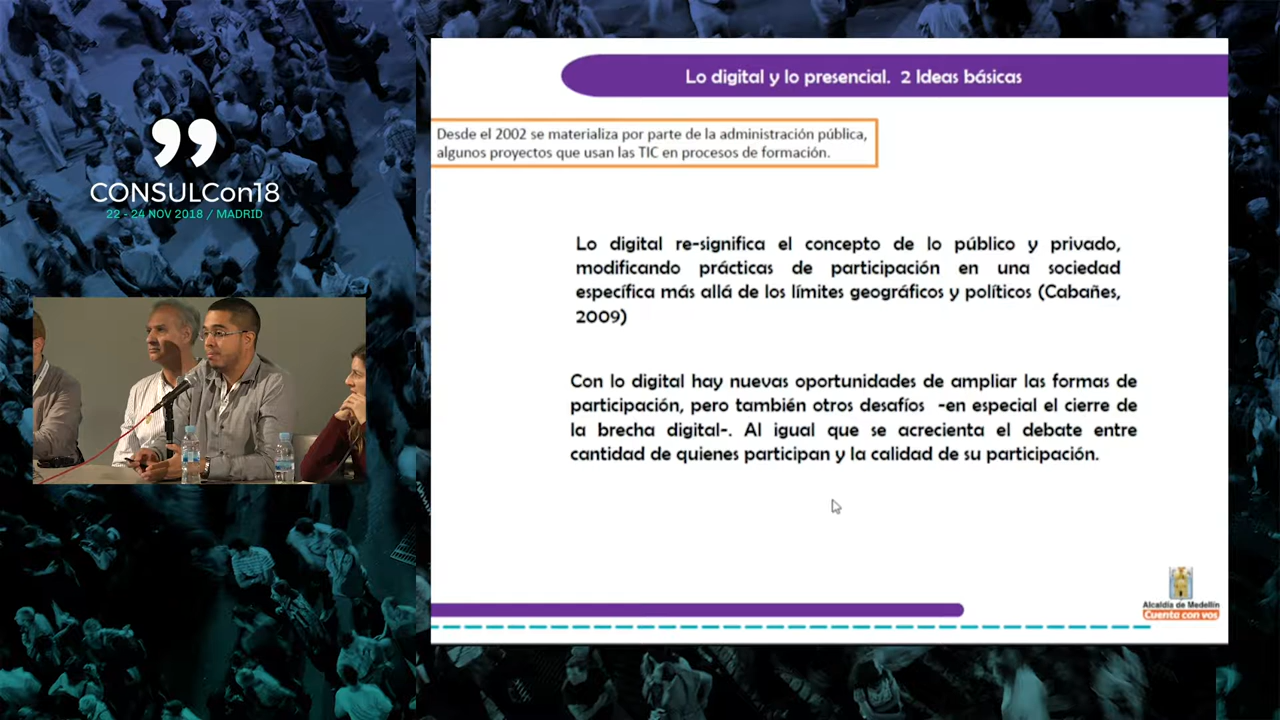 CONSULCon18
22 - 24 NOV 2018 / MADRID
Lo digital y lo presencial. 2 Ideas básicas
Desde el 2002 se materializa por parte de la administración pública,
algunos proyectos que usan las TIC en procesos de formación.
Lo digital re-significa el concepto de lo público y privado,
modificando prácticas de participación en una sociedad
específica más allá de los límites geográficos y políticos (Cabañes,
2009)
Con lo digital hay nuevas oportunidades de ampliar las formas de
participación, pero también otros desafíos -en especial el cierre de
la brecha digital-. Al igual que se acrecienta el debate entre
cantidad de quienes participan y la calidad de su participación.
Alcaldía de Medellín
Cuenta con vos